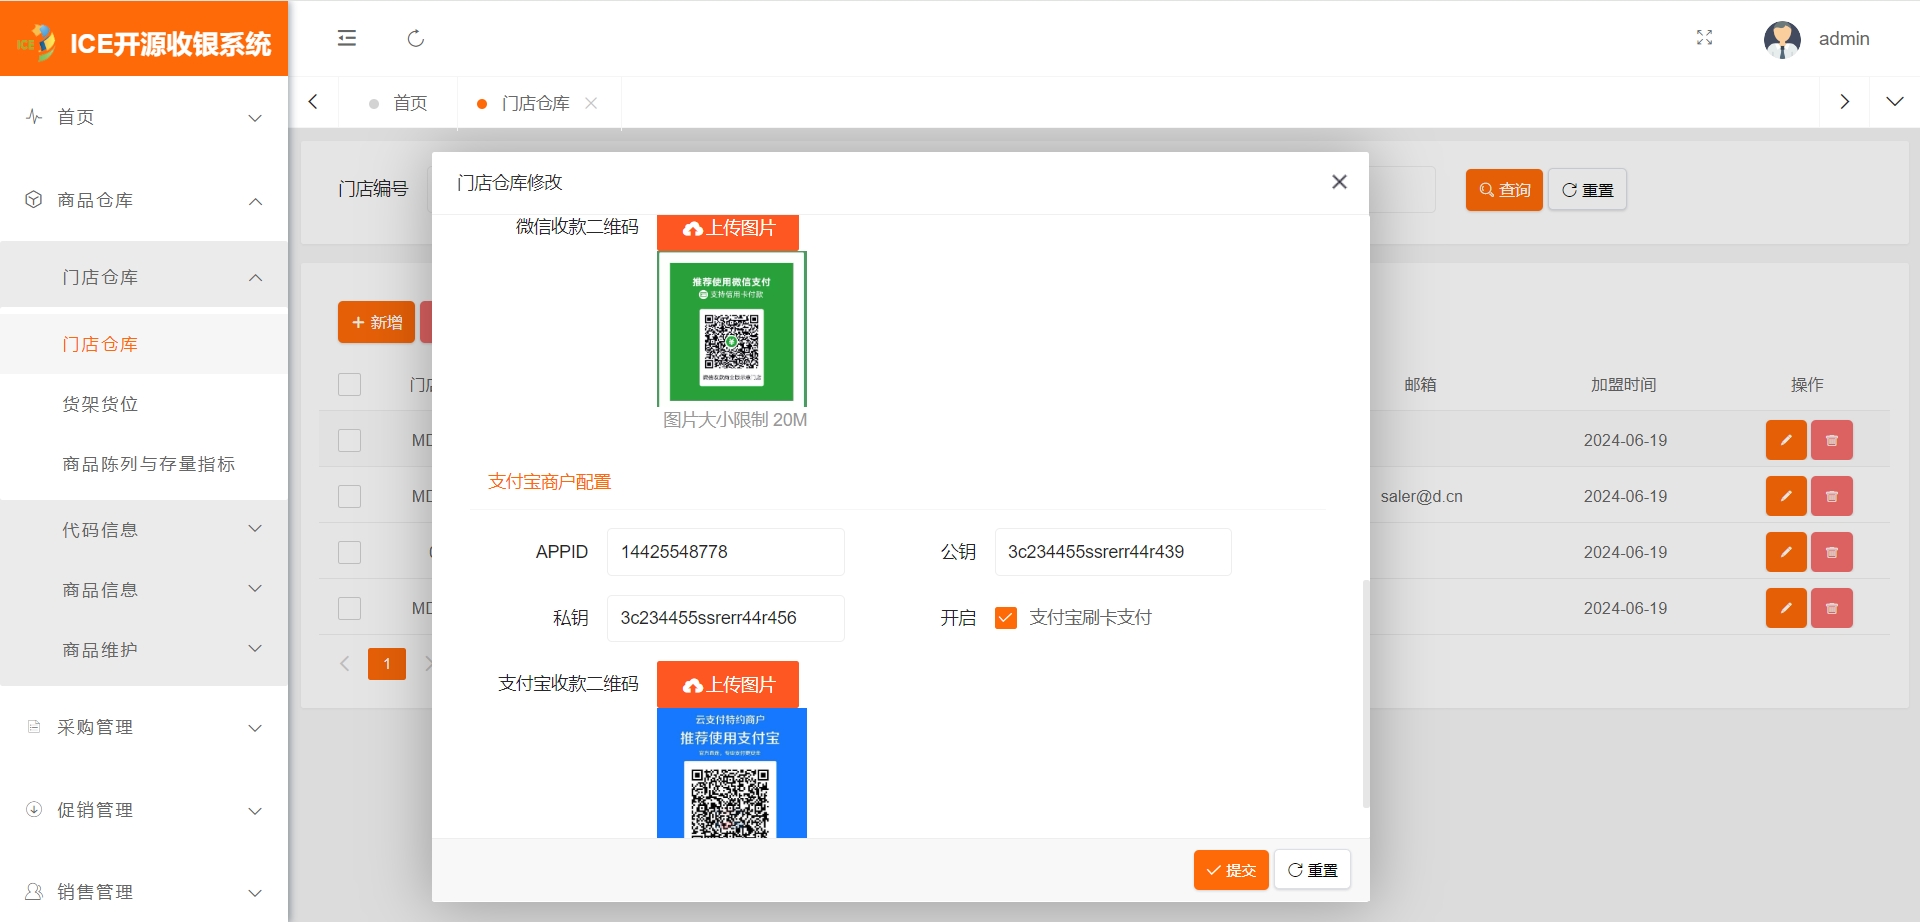 ICE ICE开源收银系统
admin
首页
门店仓库
首页
商品仓库
门店仓库
门店仓库
货架货位
商品陈列与存量指标
代码信息
商品信息
商品维护
采购管理
促销管理
销售管理
门店编号
查询
重置
新增
邮箱
加盟时间
操作
2024-06-19
saler@d.cn
2024-06-19
2024-06-19
2024-06-19
1
门店仓库修改
微信收款二维码
上传图片
推荐使用微信支付
支持信用卡付款
图片大小限制 20M
支付宝商户配置
APPID
14425548778
公钥
3c234455ssrerr44r439
私钥
3c234455ssrerr44r456
开启
支付宝刷卡支付
支付宝收款二维码
上传图片
云支付特约商户
推荐使用支付宝
提交
重置